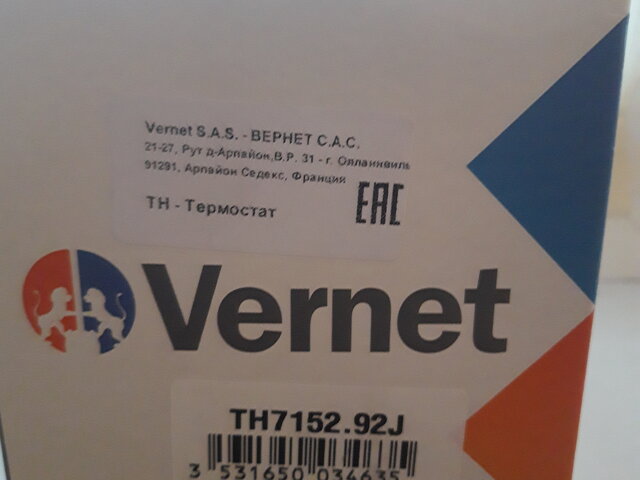 Vernet S.A.S. - ВЕРНЕТ С.А.С.
21-27, Рут д-Арпайон,В.Р. 31 - г. Оллаинвиль
91291, Арпайон Седекс, Франция
ТН - Термостат
EAC
Vernet
TH7152.92J
3 531650 034635